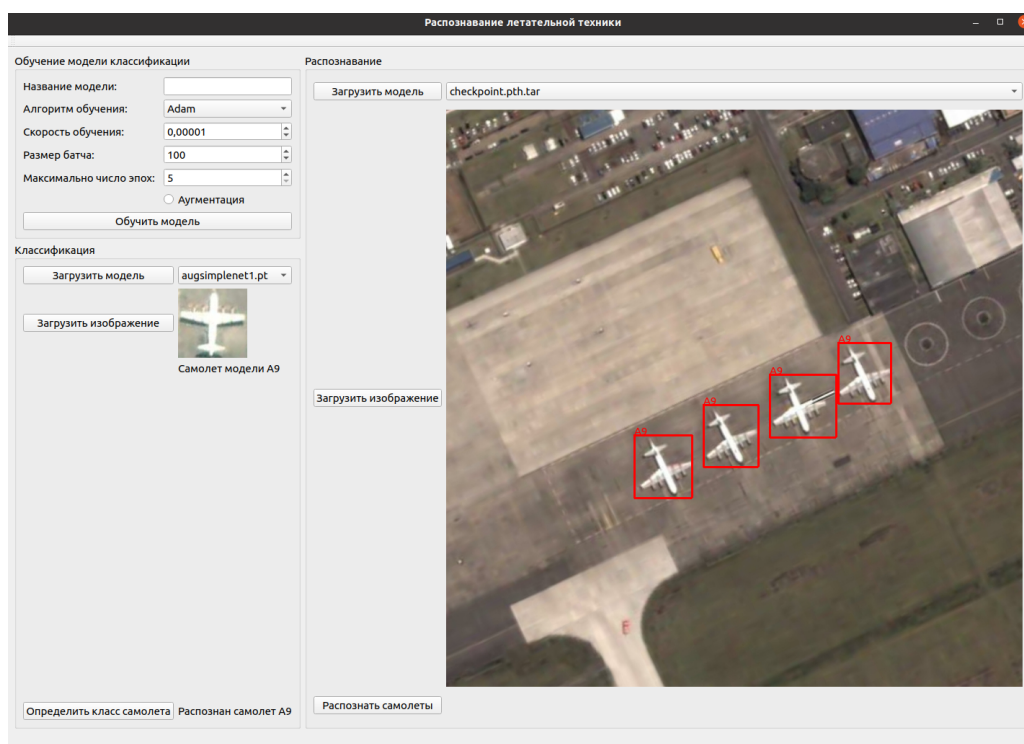 Распознавание летательной техники
Обучение модели классификации
Название модели:
Алгоритм обучения: Adam
Скорость обучения: 0,00001
Размер батча: 100
Максимально число эпох: 5
Аугментация
Обучить модель
Классификация
Загрузить модель augsimplenet1.pt
Загрузить изображение
Самолет модели A9
Определить класс самолета Распознан самолет A9
Распознавание
Загрузить модель checkpoint.pth.tar
Загрузить изображение
A9
A9
A9
A9
Распознать самолеты